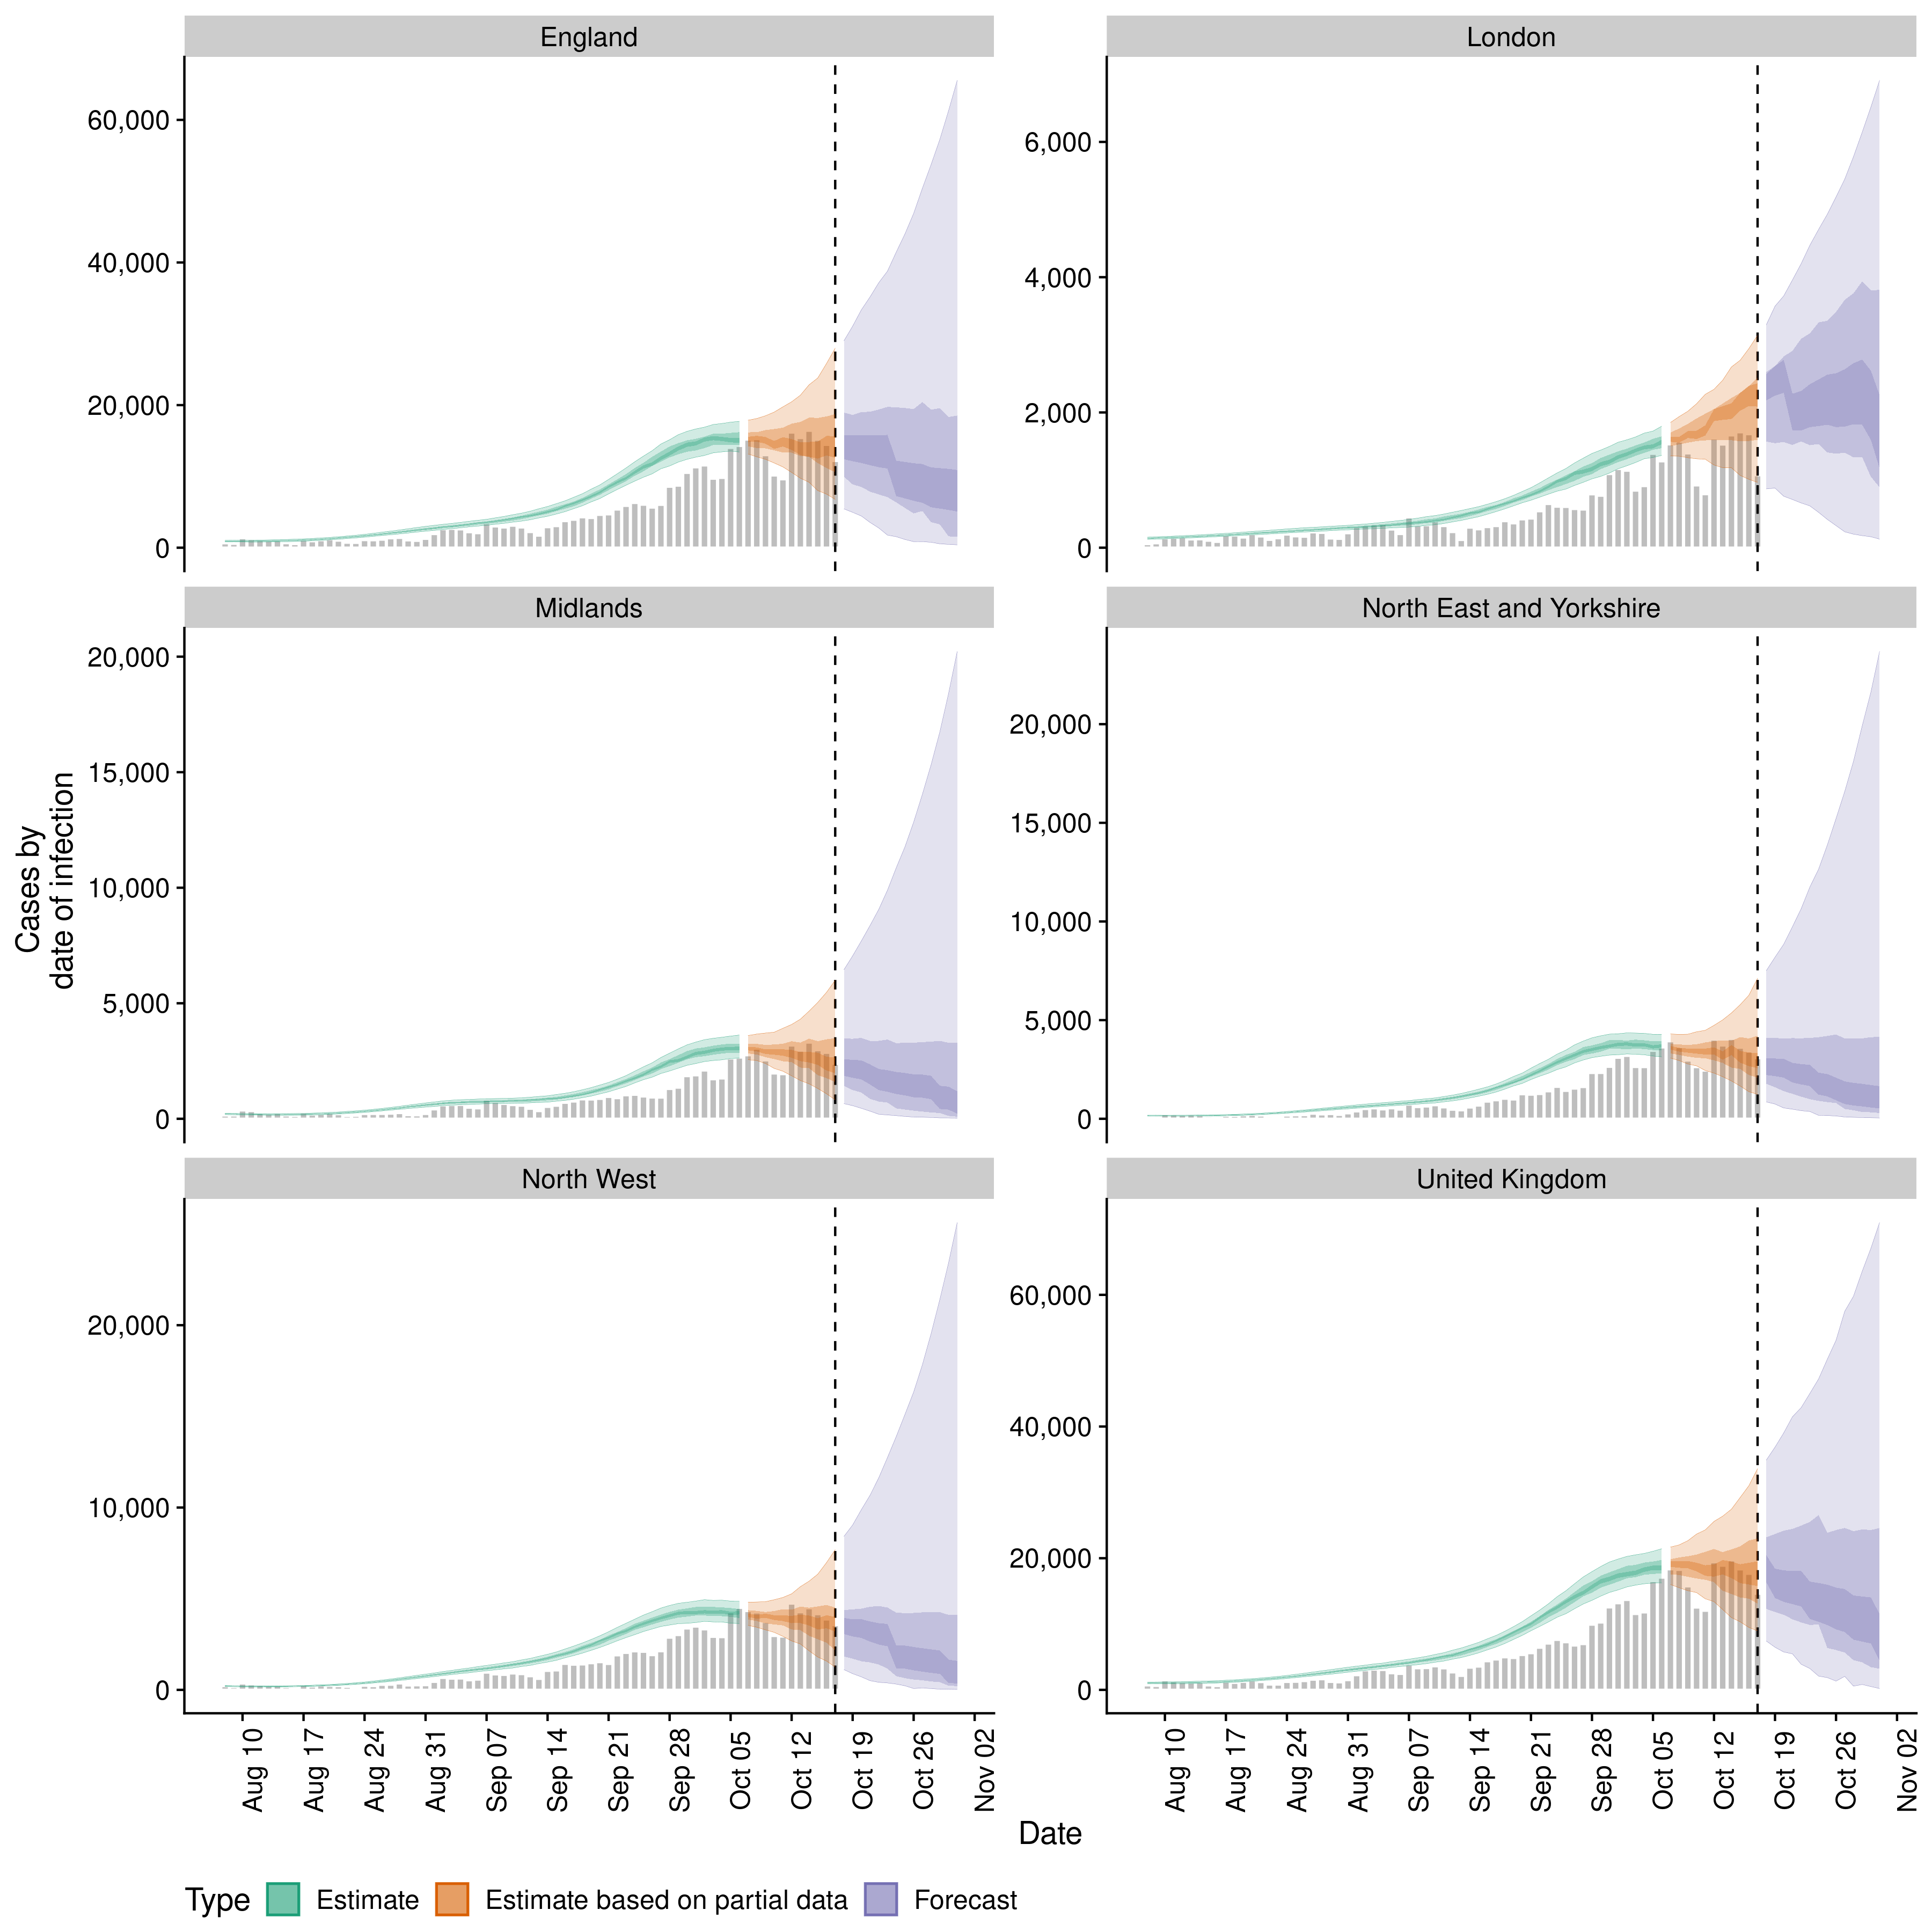 England
London
60,000
40,000
20,000
0
6,000
4,000
2,000
0
Midlands
North East and Yorkshire
20,000
15,000
10,000
5,000
0
20,000
15,000
10,000
5,000
0
Cases by
date of infection
North West
United Kingdom
20,000
10,000
0
60,000
40,000
20,000
0
Aug 10
Aug 17
Aug 24
Aug 31
Sep 07
Sep 14
Sep 21
Sep 28
Oct 05
Oct 12
Oct 19
Oct 26
Nov 02
Aug 10
Aug 17
Aug 24
Aug 31
Sep 07
Sep 14
Sep 21
Sep 28
Oct 05
Oct 12
Oct 19
Oct 26
Nov 02
Date
Type Estimate Estimate based on partial data Forecast